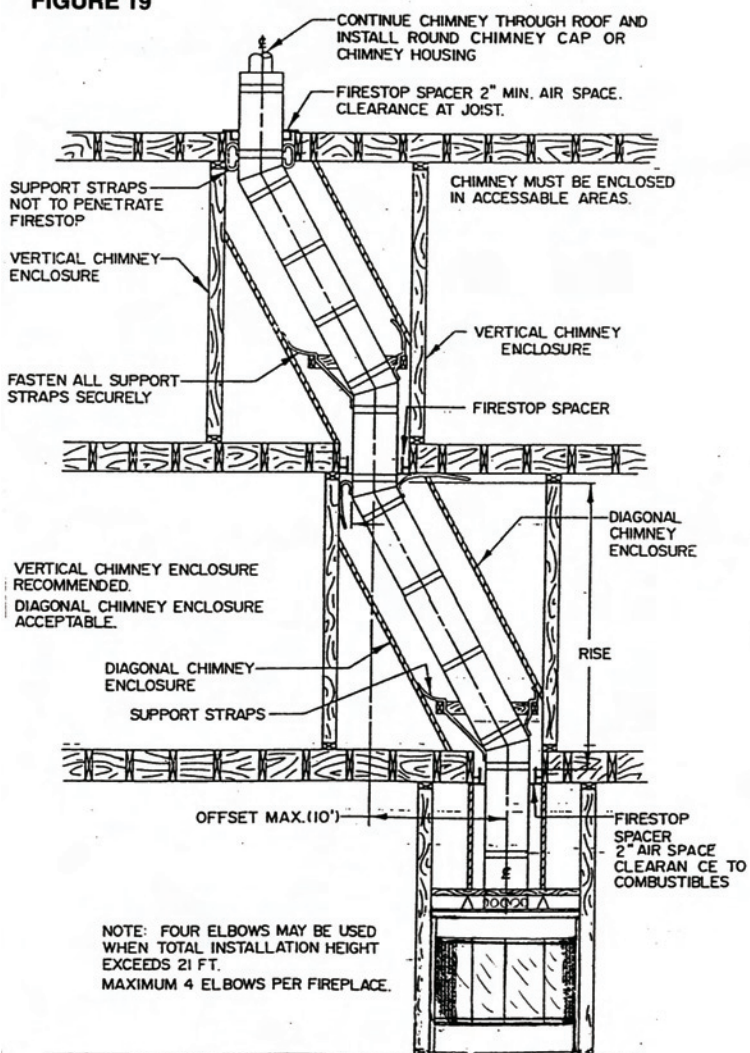 FIGURE 19
CONTINUE CHIMNEY THROUGH ROOF AND
INSTALL ROUND CHIMNEY CAP OR
CHIMNEY HOUSING
FIRESTOP SPACER 2" MIN. AIR SPACE.
CLEARANCE AT JOIST.
SUPPORT STRAPS
NOT TO PENETRATE
FIRESTOP
CHIMNEY MUST BE ENCLOSED
IN ACCESSABLE AREAS.
VERTICAL CHIMNEY
ENCLOSURE
VERTICAL CHIMNEY
ENCLOSURE
FASTEN ALL SUPPORT
STRAPS SECURELY
FIRESTOP SPACER
DIAGONAL
CHIMNEY
ENCLOSURE
VERTICAL CHIMNEY ENCLOSURE
RECOMMENDED.
DIAGONAL CHIMNEY ENCLOSURE
ACCEPTABLE.
RISE
DIAGONAL CHIMNEY
ENCLOSURE
SUPPORT STRAPS
OFFSET MAX.(10')
FIRESTOP
SPACER
2" AIR SPACE
CLEARAN CE TO
COMBUSTIBLES
NOTE: FOUR ELBOWS MAY BE USED
WHEN TOTAL INSTALLATION HEIGHT
EXCEEDS 21 FT.
MAXIMUM 4 ELBOWS PER FIREPLACE.